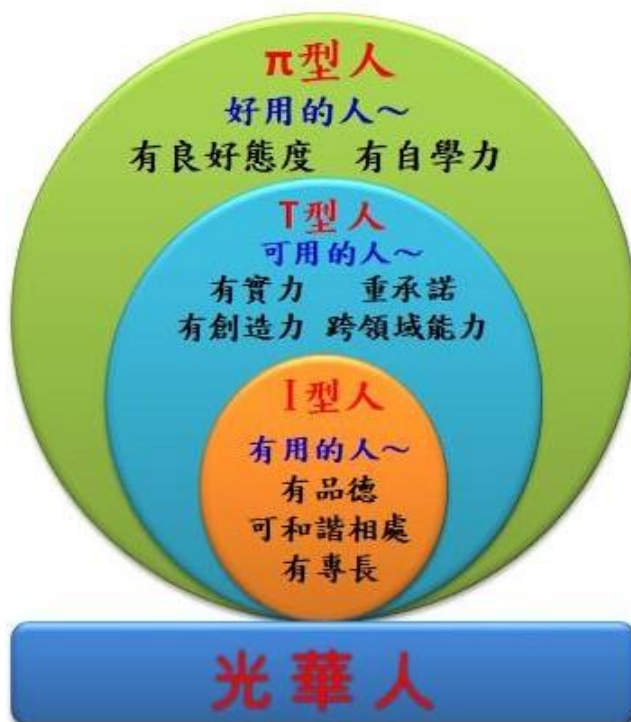 π型人
好用的人～
有良好態度 有自學力
T型人
可用的人～
有實力 重承諾
有創造力 跨領域能力
I型人
有用的人～
有品德
可和諧相處
有專長
光華人